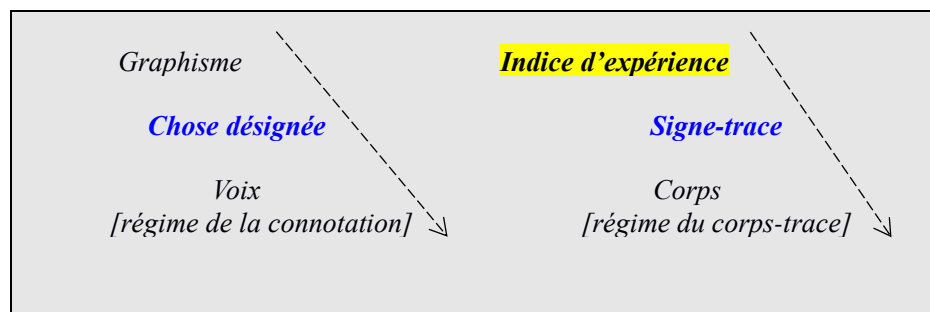 Graphisme Indice d’expérience
Chose désignée Signe-trace
Voix Corps
[régime de la connotation] [régime du corps-trace]